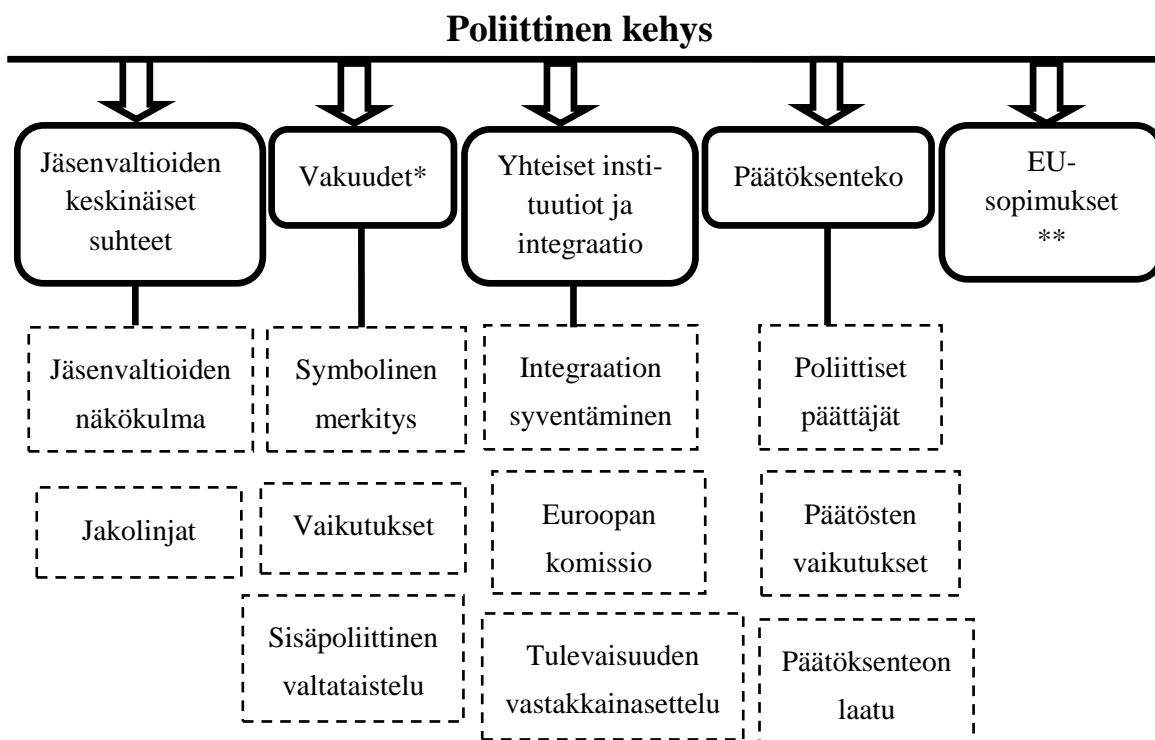 Poliittinen kehys
Jäsenvaltioiden
keskinäiset
suhteet
Vakuudet*
Yhteiset insti-
tuutiot ja
integraatio
Päätöksenteko
EU-
sopimukset
**
Jäsenvaltioiden
näkökulma
Symbolinen
merkitys
Integraation
syventäminen
Poliittiset
päättäjät
Jakolinjat
Vaikutukset
Euroopan
komissio
Päätösten
vaikutukset
Sisäpoliittinen
valtataistelu
Tulevaisuuden
vastakkainasettelu
Päätöksenteon
laatu